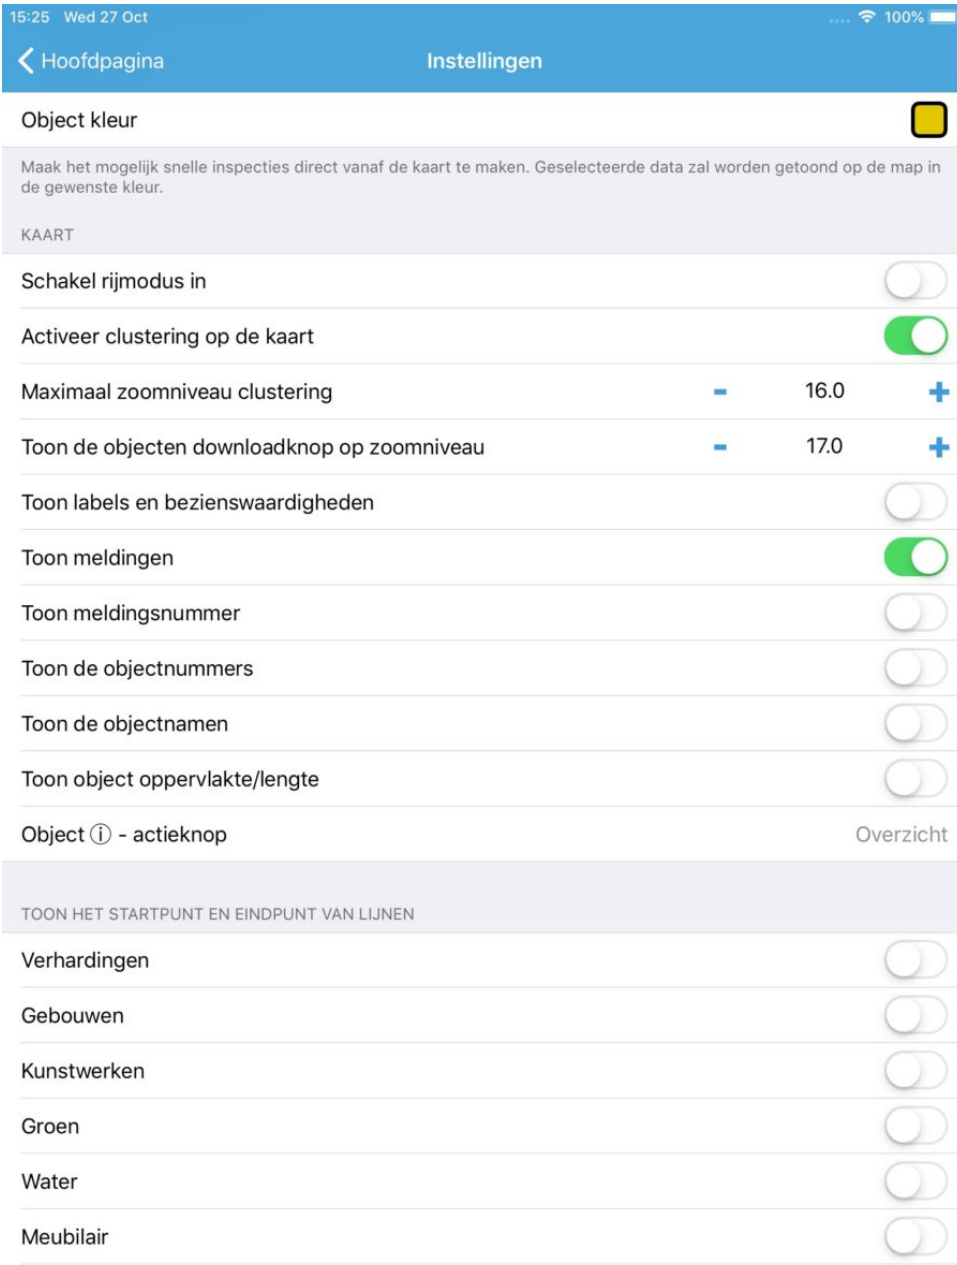 15:25 Wed 27 Oct
100%
Hoofdpagina
Instellingen
Object kleur
Maak het mogelijk snelle inspecties direct vanaf de kaart te maken. Geselecteerde data zal worden getoond op de map in
de gewenste kleur.
KAART
Schakel rijmodus in
Activeer clustering op de kaart
Maximaal zoomniveau clustering - 16.0 +
Toon de objecten downloadknop op zoomniveau - 17.0 +
Toon labels en bezienswaardigheden
Toon meldingen
Toon meldingsnummer
Toon de objectnummers
Toon de objectnamen
Toon object oppervlakte/lengte
Object ⓘ - actieknop Overzicht
TOON HET STARTPUNT EN EINDPUNT VAN LIJNEN
Verhardingen
Gebouwen
Kunstwerken
Groen
Water
Meubilair